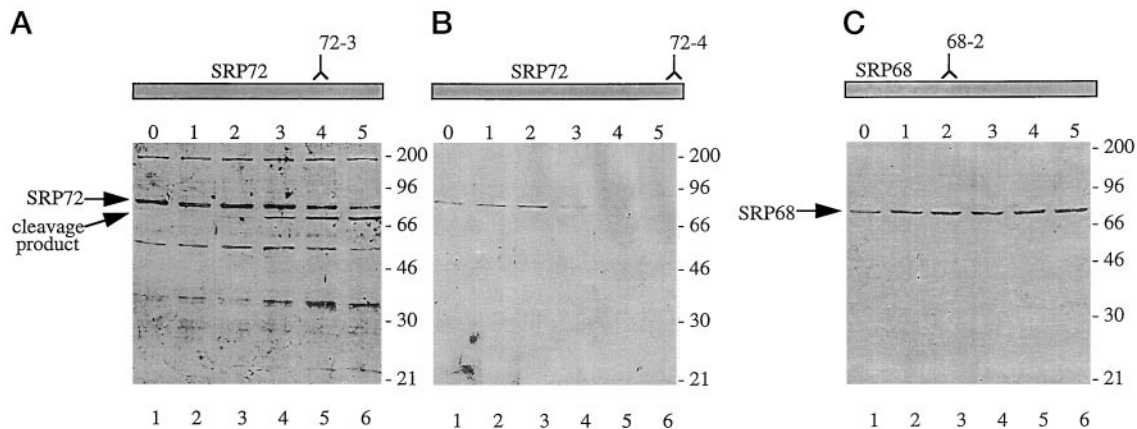 A
72-3
SRP72
0 1 2 3 4 5
- 200
- 96
- 66
- 46
- 30
- 21
SRP72
cleavage
product
1 2 3 4 5 6
B
72-4
SRP72
0 1 2 3 4 5
- 200
- 96
- 66
- 46
- 30
- 21
1 2 3 4 5 6
C
68-2
SRP68
0 1 2 3 4 5
- 200
- 96
- 66
- 46
- 30
- 21
SRP68
1 2 3 4 5 6